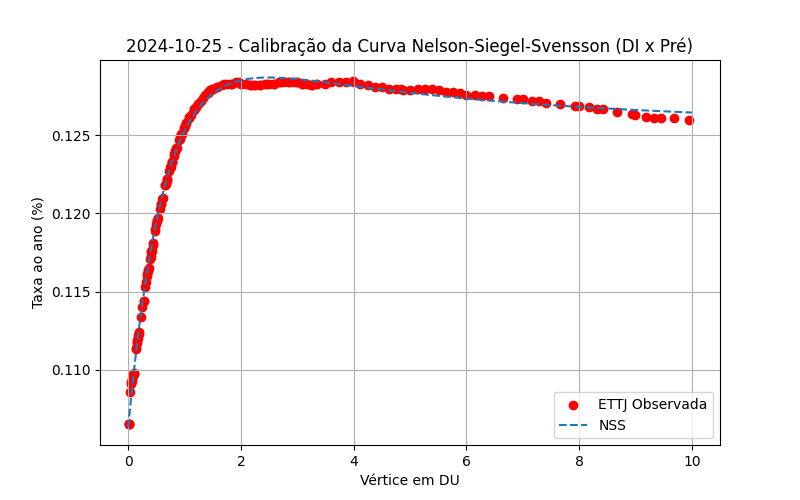 2024-10-25 - Calibração da Curva Nelson-Siegel-Svensson (DI x Pré)
0.125
0.120
0.115
0.110
Taxa ao ano (%)
ETTJ Observada
NSS
0 2 4 6 8 10
Vértice em DU